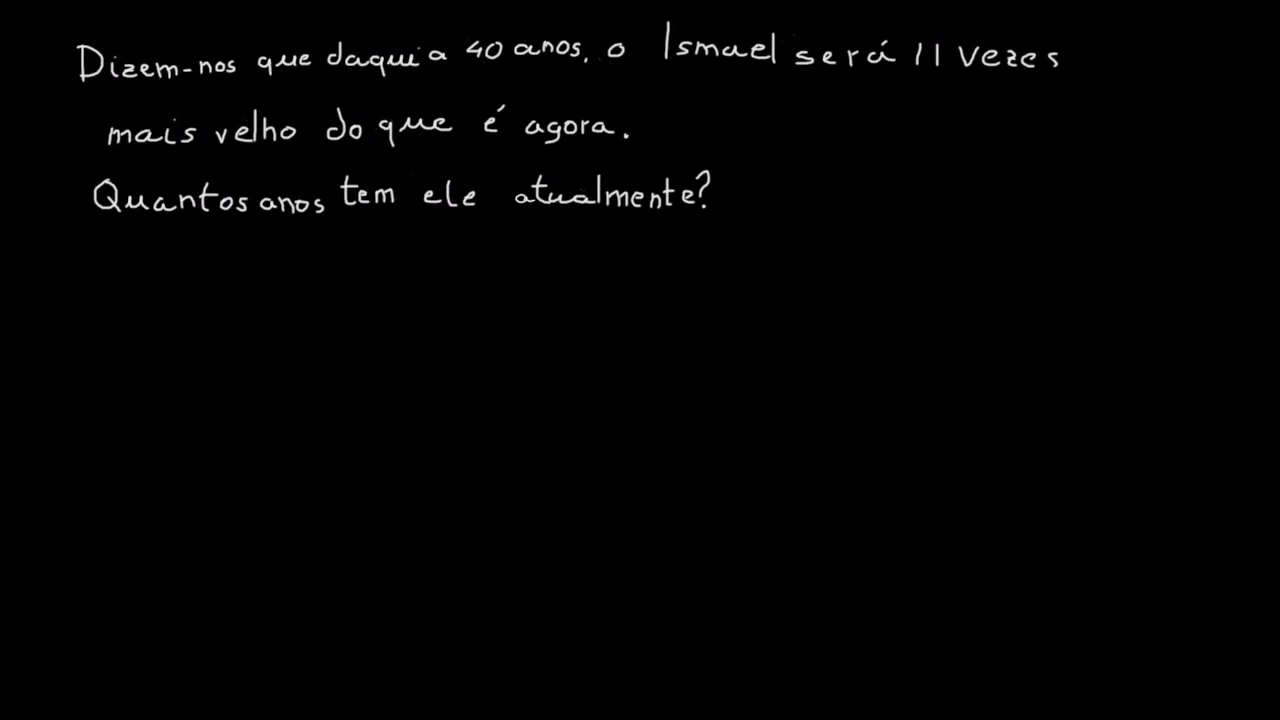 Dizem-nos que daqui a 40 anos, o Ismael será 11 vezes
mais velho do que é agora.
Quantos anos tem ele atualmente?